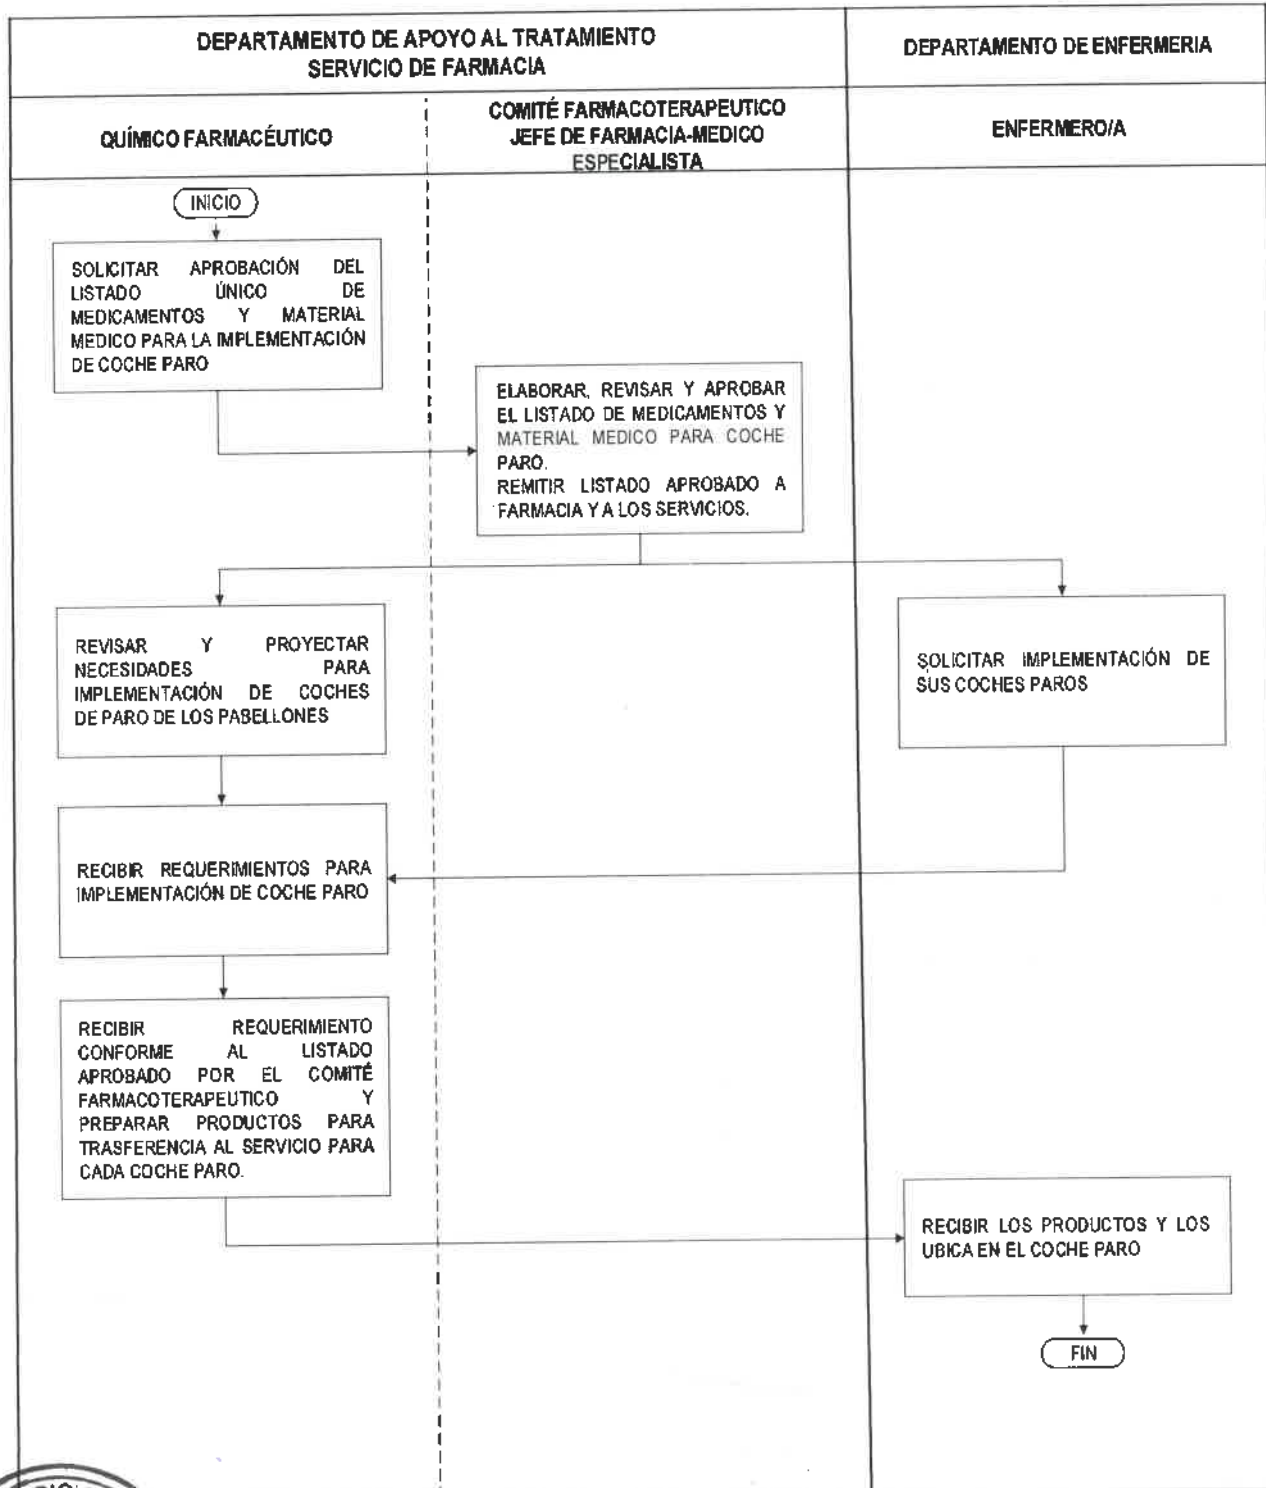 DEPARTAMENTO DE APOYO AL TRATAMIENTO
SERVICIO DE FARMACIA
DEPARTAMENTO DE ENFERMERIA
QUÍMICO FARMACÉUTICO
COMITÉ FARMACOTERAPEUTICO
JEFE DE FARMACIA-MEDICO
ESPECIALISTA
ENFERMERO/A
INICIO
SOLICITAR APROBACIÓN DEL
LISTADO ÚNICO DE
MEDICAMENTOS Y MATERIAL
MEDICO PARA LA IMPLEMENTACIÓN
DE COCHE PARO
ELABORAR, REVISAR Y APROBAR
EL LISTADO DE MEDICAMENTOS Y
MATERIAL MEDICO PARA COCHE
PARO.
REMITIR LISTADO APROBADO A
FARMACIA Y A LOS SERVICIOS.
REVISAR Y PROYECTAR
NECESIDADES PARA
IMPLEMENTACIÓN DE COCHES
DE PARO DE LOS PABELLONES
SOLICITAR IMPLEMENTACIÓN DE
SUS COCHES PAROS
RECIBIR REQUERIMIENTOS PARA
IMPLEMENTACIÓN DE COCHE PARO
RECIBIR REQUERIMIENTO
CONFORME AL LISTADO
APROBADO POR EL COMITÉ
FARMACOTERAPEUTICO Y
PREPARAR PRODUCTOS PARA
TRASFERENCIA AL SERVICIO PARA
CADA COCHE PARO.
RECIBIR LOS PRODUCTOS Y LOS
UBICA EN EL COCHE PARO
FIN